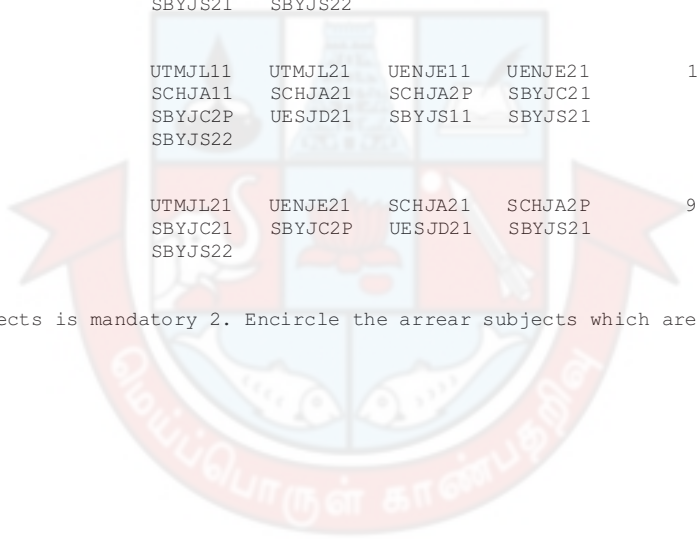 SBYJS21 SBYJS22
UTMJL11 UTMJL21 UENJE11 UENJE21 1
SCHJA11 SCHJA21 SCHJA2P SBYJC21
SBYJC2P UESJD21 SBYJS11 SBYJS21
SBYJS22
UTMJL21 UENJE21 SCHJA21 SCHJA2P 9
SBYJC21 SBYJC2P UESJD21 SBYJS21
SBYJS22
ects is mandatory 2. Encircle the arrear subjects which are
மெய்ப்பொருள் காண்பதறிவு